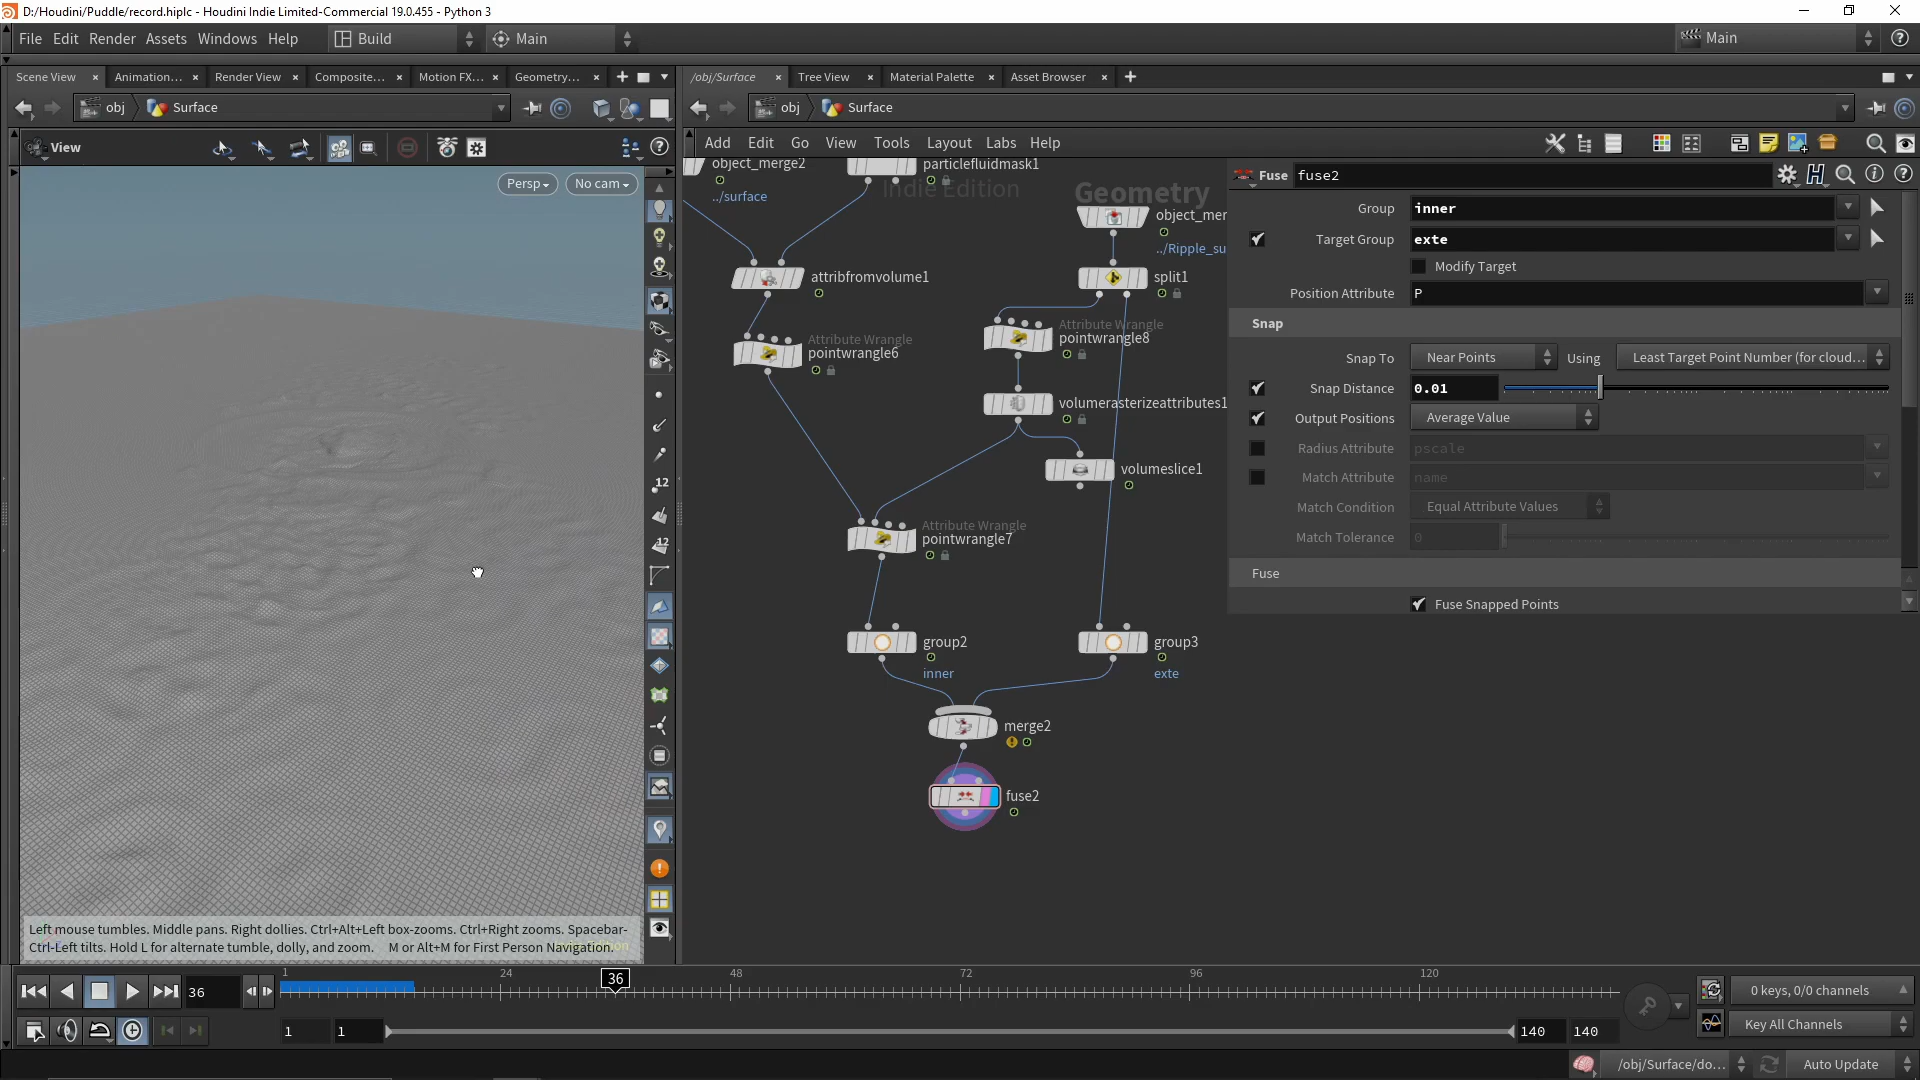 D:/Houdini/Puddle/record.hiplc - Houdini Indie Limited-Commercial 19.0.455 - Python 3
File Edit Render Assets Windows Help Build Main Main
Scene View Animation... Render View Composite... Motion FX... Geometry...
/obj/Surface Tree View Material Palette Asset Browser
obj Surface
obj Surface
View
Add Edit Go View Tools Layout Labs Help
Persp No cam
Indie Edition
Geometry
object_merge2
../surface
particlefluidmask1
object_mer
../Ripple_su
attribfromvolume1
split1
Attribute Wrangle
pointwrangle6
Attribute Wrangle
pointwrangle8
volumerasterizeattributes1
volumeslice1
Attribute Wrangle
pointwrangle7
group2
inner
group3
exte
merge2
fuse2
Fuse fuse2
Group inner
Target Group exte
Modify Target
Position Attribute P
Snap
Snap To Near Points Using Least Target Point Number (for cloud...
Snap Distance 0.01
Output Positions Average Value
Radius Attribute pscale
Match Attribute name
Match Condition Equal Attribute Values
Match Tolerance 0
Fuse
Fuse Snapped Points
12
12
Left mouse tumbles. Middle pans. Right dollies. Ctrl+Alt+Left box-zooms. Ctrl+Right zooms. Spacebar-
Ctrl-Left tilts. Hold L for alternate tumble, dolly, and zoom. M or Alt+M for First Person Navigation.
36 1 24 36 48 72 96 120
0 keys, 0/0 channels
1 1 140 140
Key All Channels
/obj/Surface/do... Auto Update